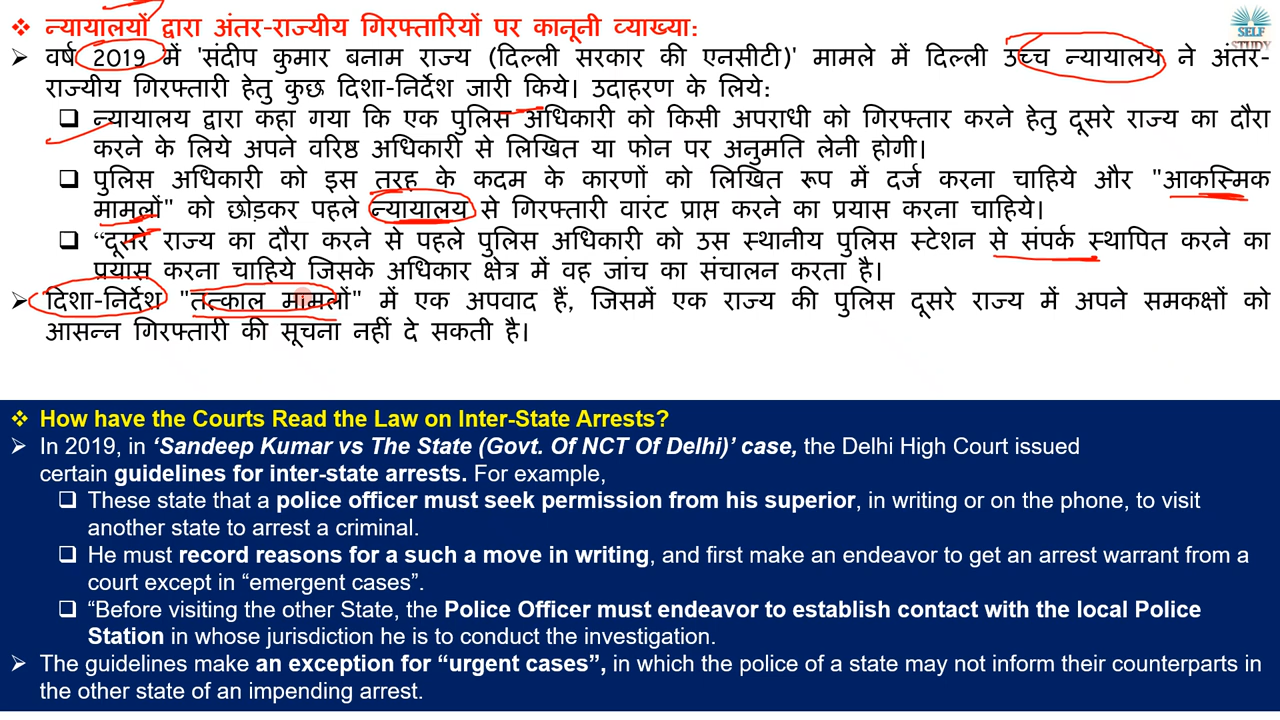 ❖ न्यायालयों द्वारा अंतर-राज्यीय गिरफ्तारियों पर कानूनी व्याख्या:
SELF STUDY
➢ वर्ष 2019 में 'संदीप कुमार बनाम राज्य (दिल्ली सरकार की एनसीटी)' मामले में दिल्ली उच्च न्यायालय ने अंतर-
राज्यीय गिरफ्तारी हेतु कुछ दिशा-निर्देश जारी किये। उदाहरण के लिये:
❑ न्यायालय द्वारा कहा गया कि एक पुलिस अधिकारी को किसी अपराधी को गिरफ्तार करने हेतु दूसरे राज्य का दौरा
करने के लिये अपने वरिष्ठ अधिकारी से लिखित या फोन पर अनुमति लेनी होगी।
❑ पुलिस अधिकारी को इस तरह के कदम के कारणों को लिखित रूप में दर्ज करना चाहिये और "आकस्मिक
मामलों" को छोड़कर पहले न्यायालय से गिरफ्तारी वारंट प्राप्त करने का प्रयास करना चाहिये।
❑ “दूसरे राज्य का दौरा करने से पहले पुलिस अधिकारी को उस स्थानीय पुलिस स्टेशन से संपर्क स्थापित करने का
प्रयास करना चाहिये जिसके अधिकार क्षेत्र में वह जांच का संचालन करता है।
➢ दिशा-निर्देश "तत्काल मामलों" में एक अपवाद हैं, जिसमें एक राज्य की पुलिस दूसरे राज्य में अपने समकक्षों को
आसन्न गिरफ्तारी की सूचना नहीं दे सकती है।
❖ How have the Courts Read the Law on Inter-State Arrests?
➢ In 2019, in ‘Sandeep Kumar vs The State (Govt. Of NCT Of Delhi)’ case, the Delhi High Court issued
certain guidelines for inter-state arrests. For example,
❑ These state that a police officer must seek permission from his superior, in writing or on the phone, to visit
another state to arrest a criminal.
❑ He must record reasons for a such a move in writing, and first make an endeavor to get an arrest warrant from a
court except in “emergent cases”.
❑ “Before visiting the other State, the Police Officer must endeavor to establish contact with the local Police
Station in whose jurisdiction he is to conduct the investigation.
➢ The guidelines make an exception for “urgent cases”, in which the police of a state may not inform their counterparts in
the other state of an impending arrest.